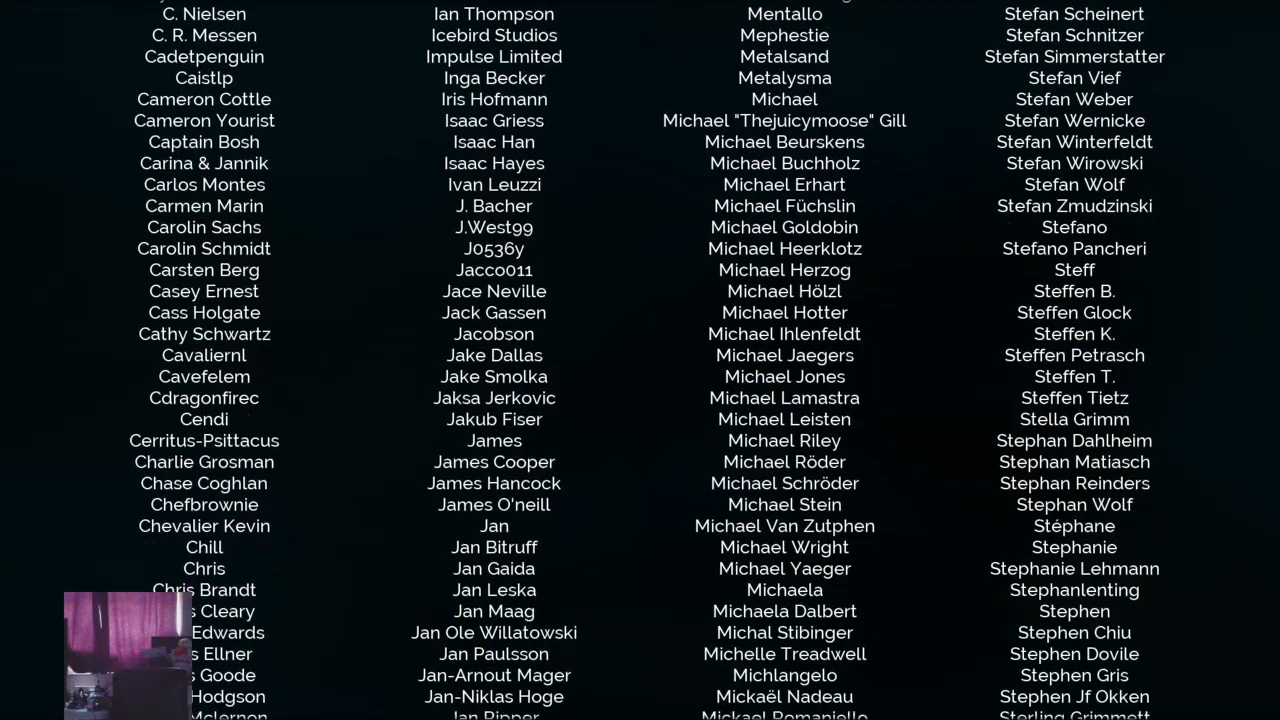 C. Nielsen
C. R. Messen
Cadetpenguin
Caistlp
Cameron Cottle
Cameron Yourist
Captain Bosh
Carina & Jannik
Carlos Montes
Carmen Marin
Carolin Sachs
Carolin Schmidt
Carsten Berg
Casey Ernest
Cass Holgate
Cathy Schwartz
Cavaliernl
Cavefelem
Cdragonfirec
Cendi
Cerritus-Psittacus
Charlie Grosman
Chase Coghlan
Chefbrownie
Chevalier Kevin
Chill
Chris
Chris Brandt
s Cleary
Edwards
s Ellner
s Goode
Hodgson
Mclernon
Ian Thompson
Icebird Studios
Impulse Limited
Inga Becker
Iris Hofmann
Isaac Griess
Isaac Han
Isaac Hayes
Ivan Leuzzi
J. Bacher
J.West99
J0536y
Jacco011
Jace Neville
Jack Gassen
Jacobson
Jake Dallas
Jake Smolka
Jaksa Jerkovic
Jakub Fiser
James
James Cooper
James Hancock
James O'neill
Jan
Jan Bitruff
Jan Gaida
Jan Leska
Jan Maag
Jan Ole Willatowski
Jan Paulsson
Jan-Arnout Mager
Jan-Niklas Hoge
Jan Ripper
Mentallo
Mephestie
Metalsand
Metalysma
Michael
Michael "Thejuicymoose" Gill
Michael Beurskens
Michael Buchholz
Michael Erhart
Michael Füchslin
Michael Goldobin
Michael Heerklotz
Michael Herzog
Michael Hölzl
Michael Hotter
Michael Ihlenfeldt
Michael Jaegers
Michael Jones
Michael Lamastra
Michael Leisten
Michael Riley
Michael Röder
Michael Schröder
Michael Stein
Michael Van Zutphen
Michael Wright
Michael Yaeger
Michaela
Michaela Dalbert
Michal Stibinger
Michelle Treadwell
Michlangelo
Mickaël Nadeau
Mickael Romaniello
Stefan Scheinert
Stefan Schnitzer
Stefan Simmerstatter
Stefan Vief
Stefan Weber
Stefan Wernicke
Stefan Winterfeldt
Stefan Wirowski
Stefan Wolf
Stefan Zmudzinski
Stefano
Stefano Pancheri
Steff
Steffen B.
Steffen Glock
Steffen K.
Steffen Petrasch
Steffen T.
Steffen Tietz
Stella Grimm
Stephan Dahlheim
Stephan Matiasch
Stephan Reinders
Stephan Wolf
Stéphane
Stephanie
Stephanie Lehmann
Stephanlenting
Stephen
Stephen Chiu
Stephen Dovile
Stephen Gris
Stephen Jf Okken
Sterling Grimmett